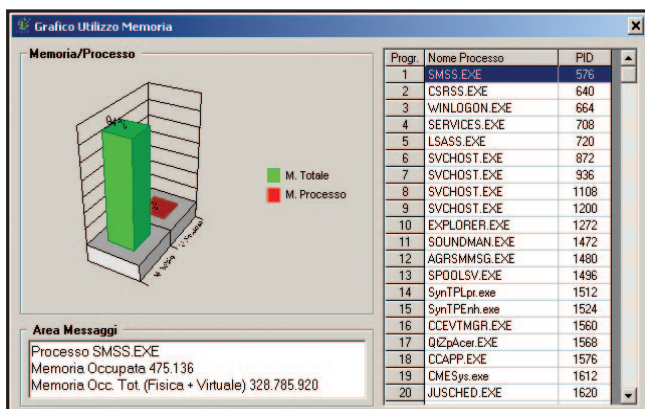 Grafico Utilizzo Memoria
Memoria/Processo
M. Totale
M. Processo
Area Messaggi
Processo SMSS.EXE
Memoria Occupata 475.136
Memoria Occ. Tot. (Fisica + Virtuale) 328.785.920
Progr. Nome Processo PID
1 SMSS.EXE 576
2 CSRSS.EXE 640
3 WINLOGON.EXE 664
4 SERVICES.EXE 708
5 LSASS.EXE 720
6 SVCHOST.EXE 872
7 SVCHOST.EXE 936
8 SVCHOST.EXE 1108
9 SVCHOST.EXE 1200
10 EXPLORER.EXE 1272
11 SOUNDMAN.EXE 1472
12 AGRSMMSG.EXE 1480
13 SPOOLSV.EXE 1496
14 SynTPLpr.exe 1512
15 SynTPEnh.exe 1524
16 CCEVTMGR.EXE 1560
17 QtZpAcer.EXE 1568
18 CCAPP.EXE 1576
19 CMESys.exe 1612
20 JUSCHED.EXE 1620